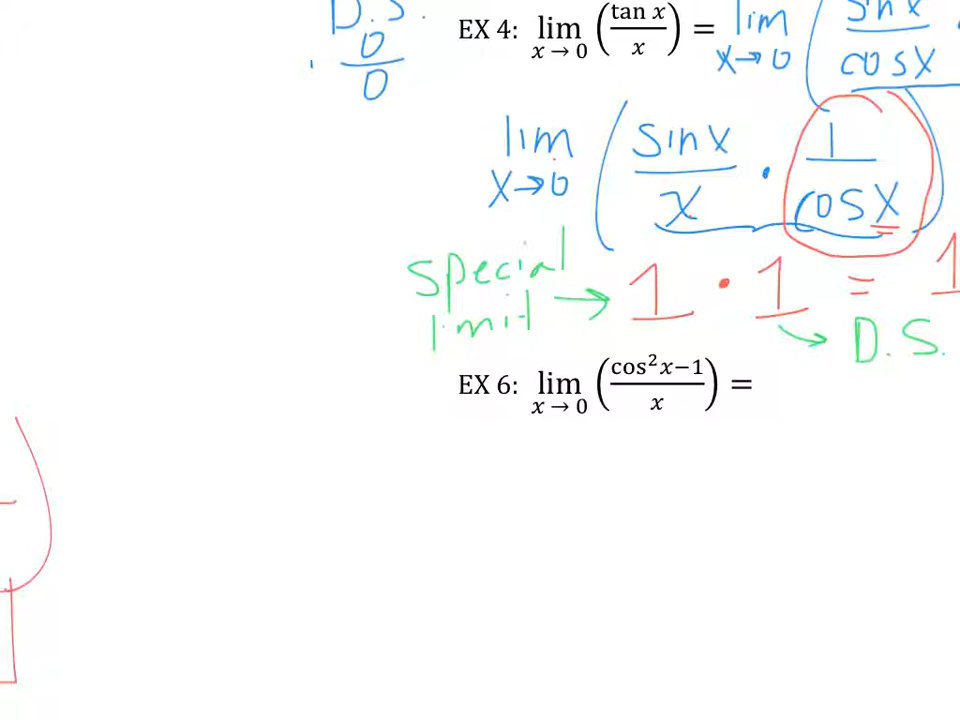 D.S.
0
0
EX 4: lim x → 0 (tan x / x) = lim x→0 ( sin x / cos x
lim x→0 ( sin x / x · 1 / cos x )
special limit → 1 · 1 = 1
→ D.S.
EX 6: lim x → 0 (cos²x−1 / x) =